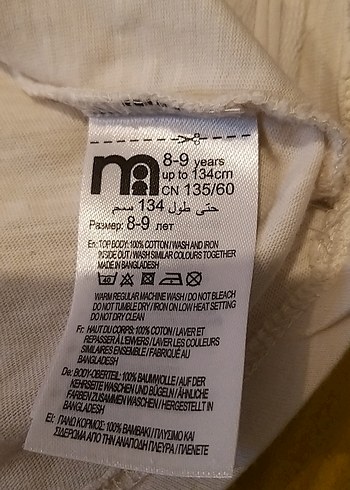 8-9 years
up to 134cm
CN 135/60
حتى طول 134 سم
Размер: 8-9 лет
En: TOP BODY: 100% COTTON / WASH AND IRON
INSIDE OUT / WASH SIMILAR COLOURS TOGETHER
MADE IN BANGLADESH
40
WARM REGULAR MACHINE WASH / DO NOT BLEACH
DO NOT TUMBLE DRY / IRON ON LOW HEAT SETTING
DO NOT DRY CLEAN
Fr: HAUT DU CORPS: 100% COTON / LAVER ET
REPASSER À L'ENVERS / LAVER LES COULEURS
SIMILAIRES ENSEMBLE / FABRIQUÉ AU
BANGLADESH
De: BODY-OBERTEIL: 100% BAUMWOLLE / AUF DER
KEHRSEITE WASCHEN UND BÜGELN / ÄHNLICHE
FARBEN ZUSAMMEN WASCHEN / HERGESTELLT IN
BANGLADESH
El: ΠΑΝΩ ΚΟΡΜΟΣ: 100% ΒΑΜΒΑΚΙ / ΠΛΥΣΙΜΟ ΚΑΙ
ΣΙΔΕΡΩΜΑ ΑΠΟ ΤΗΝ ΑΝΑΠΟΔΗ ΠΛΕΥΡΑ / ΠΛΕΝΕΤΕ